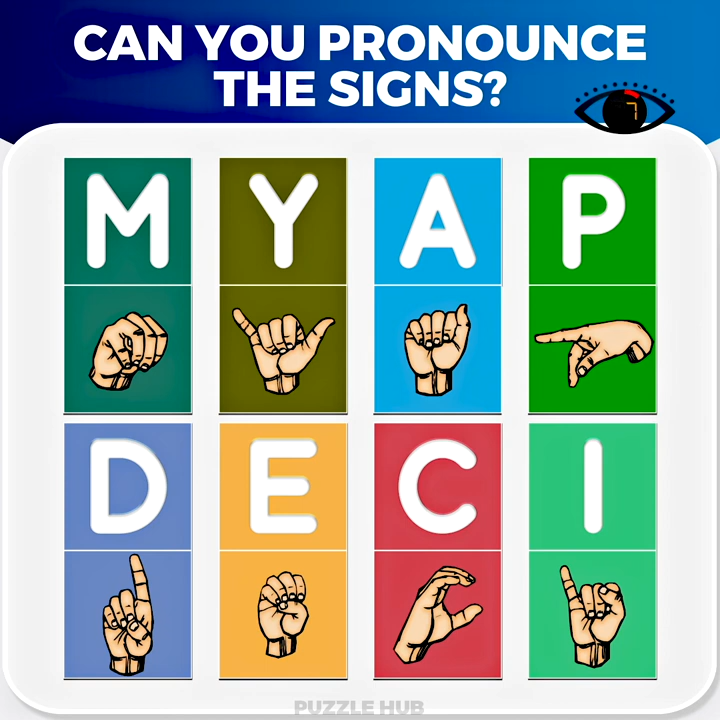 CAN YOU PRONOUNCE
THE SIGNS?
M Y A P
D E C I
PUZZLE HUB